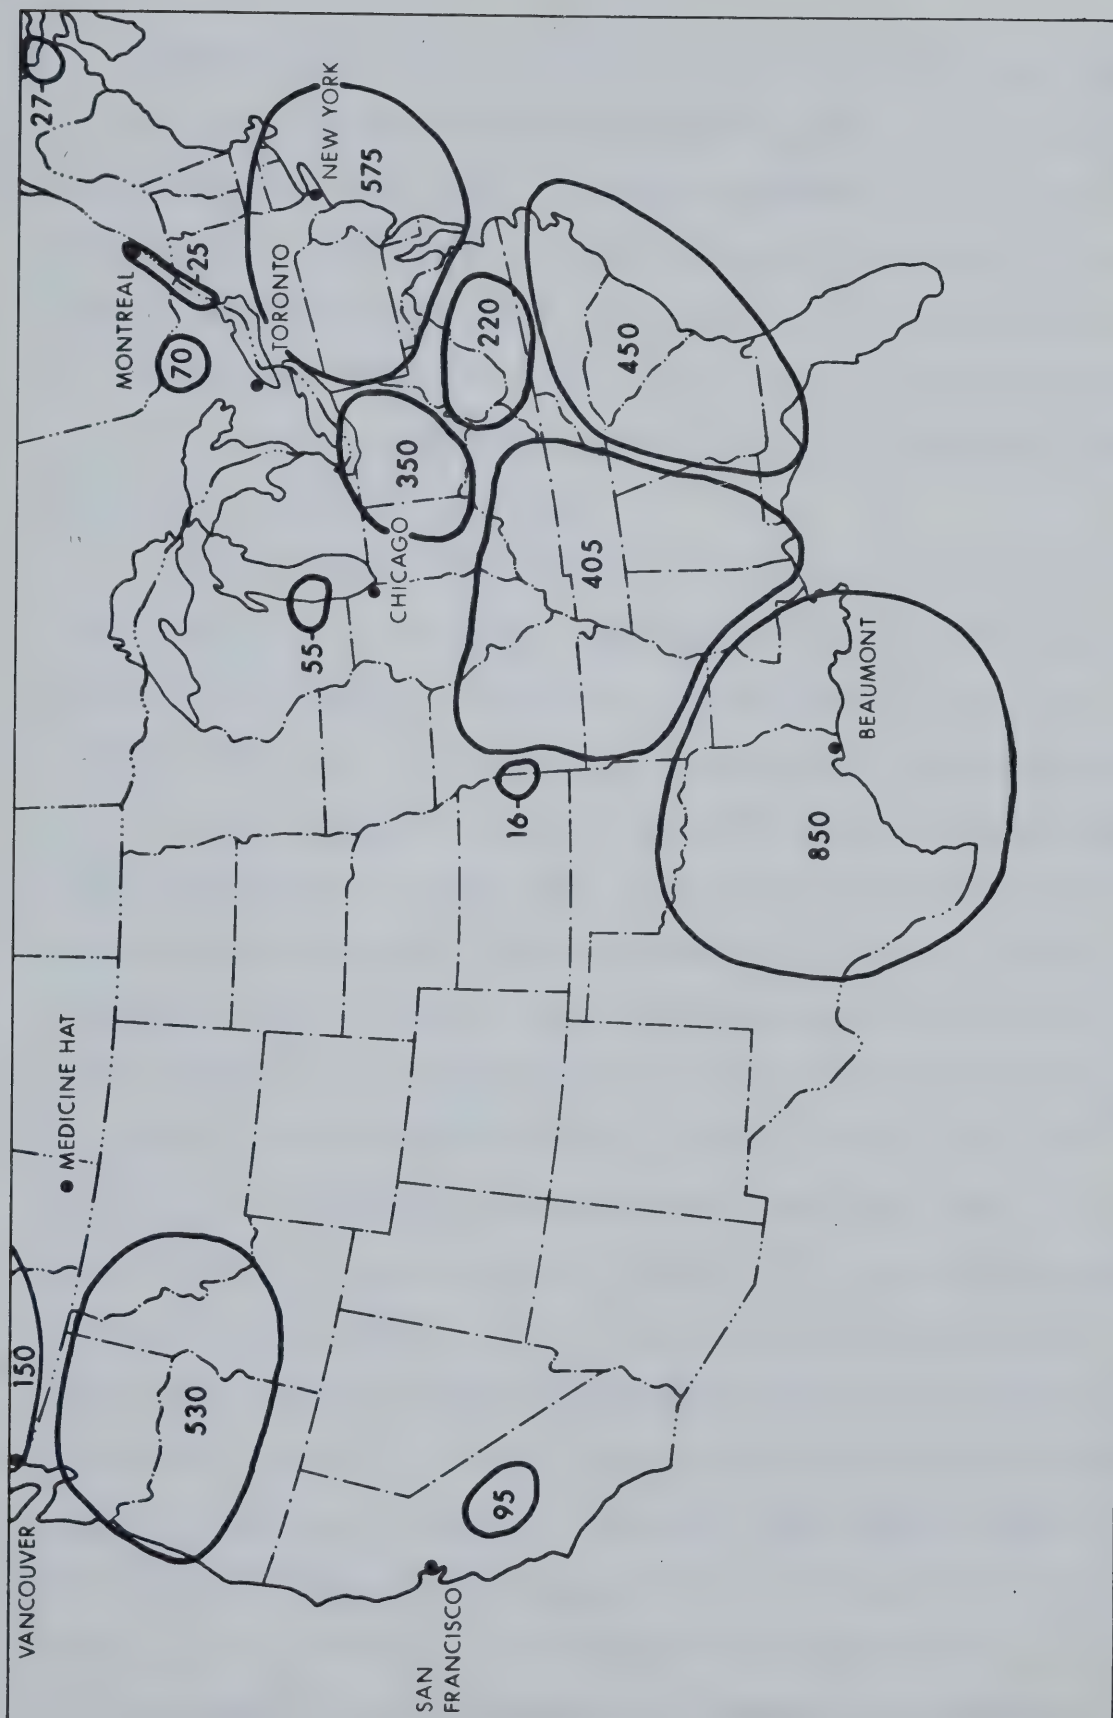 VANCOUVER
150
MEDICINE HAT
530
SAN
FRANCISCO
95
16
55
CHICAGO
350
MONTREAL
70
25
TORONTO
27
NEW YORK
575
220
405
450
850
BEAUMONT